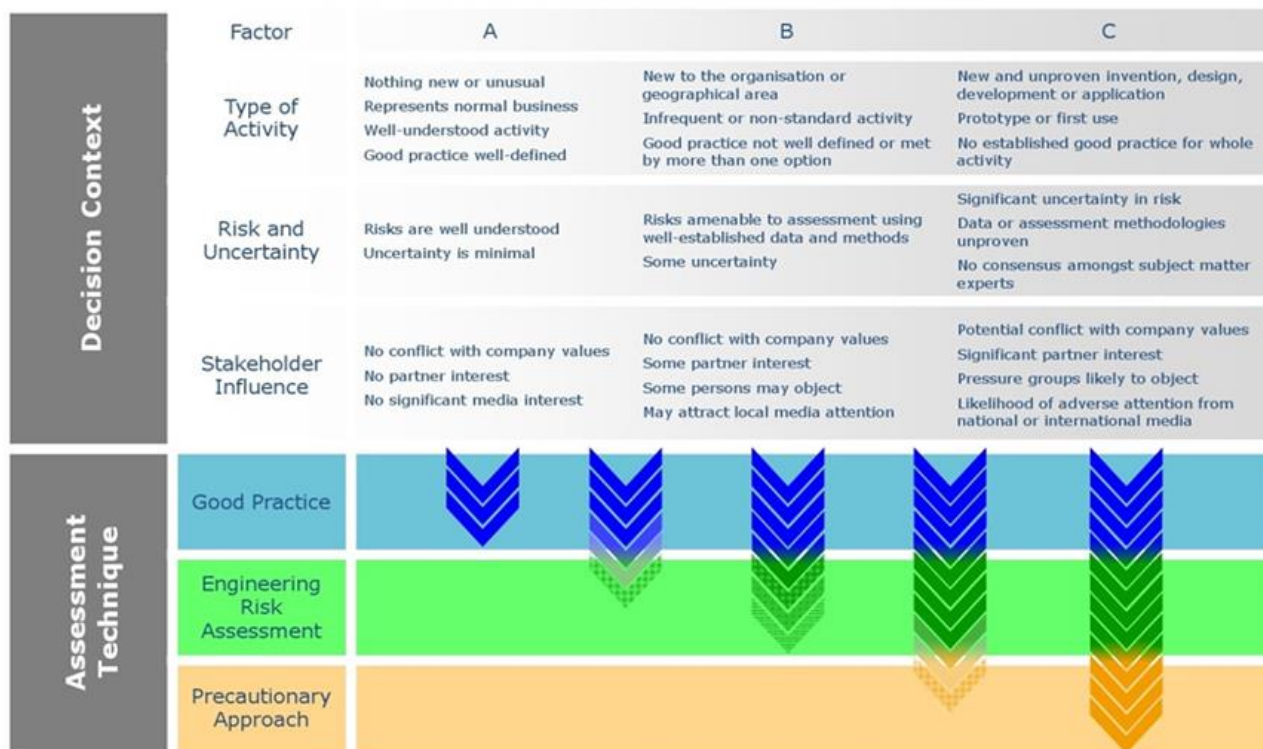 Decision Context
Factor
A
B
C
Type of
Activity
Nothing new or unusual
Represents normal business
Well-understood activity
Good practice well-defined
New to the organisation or
geographical area
Infrequent or non-standard activity
Good practice not well defined or met
by more than one option
New and unproven invention, design,
development or application
Prototype or first use
No established good practice for whole
activity
Risk and
Uncertainty
Risks are well understood
Uncertainty is minimal
Risks amenable to assessment using
well-established data and methods
Some uncertainty
Significant uncertainty in risk
Data or assessment methodologies
unproven
No consensus amongst subject matter
experts
Stakeholder
Influence
No conflict with company values
No partner interest
No significant media interest
No conflict with company values
Some partner interest
Some persons may object
May attract local media attention
Potential conflict with company values
Significant partner interest
Pressure groups likely to object
Likelihood of adverse attention from
national or international media
Assessment
Technique
Good Practice
Engineering
Risk
Assessment
Precautionary
Approach